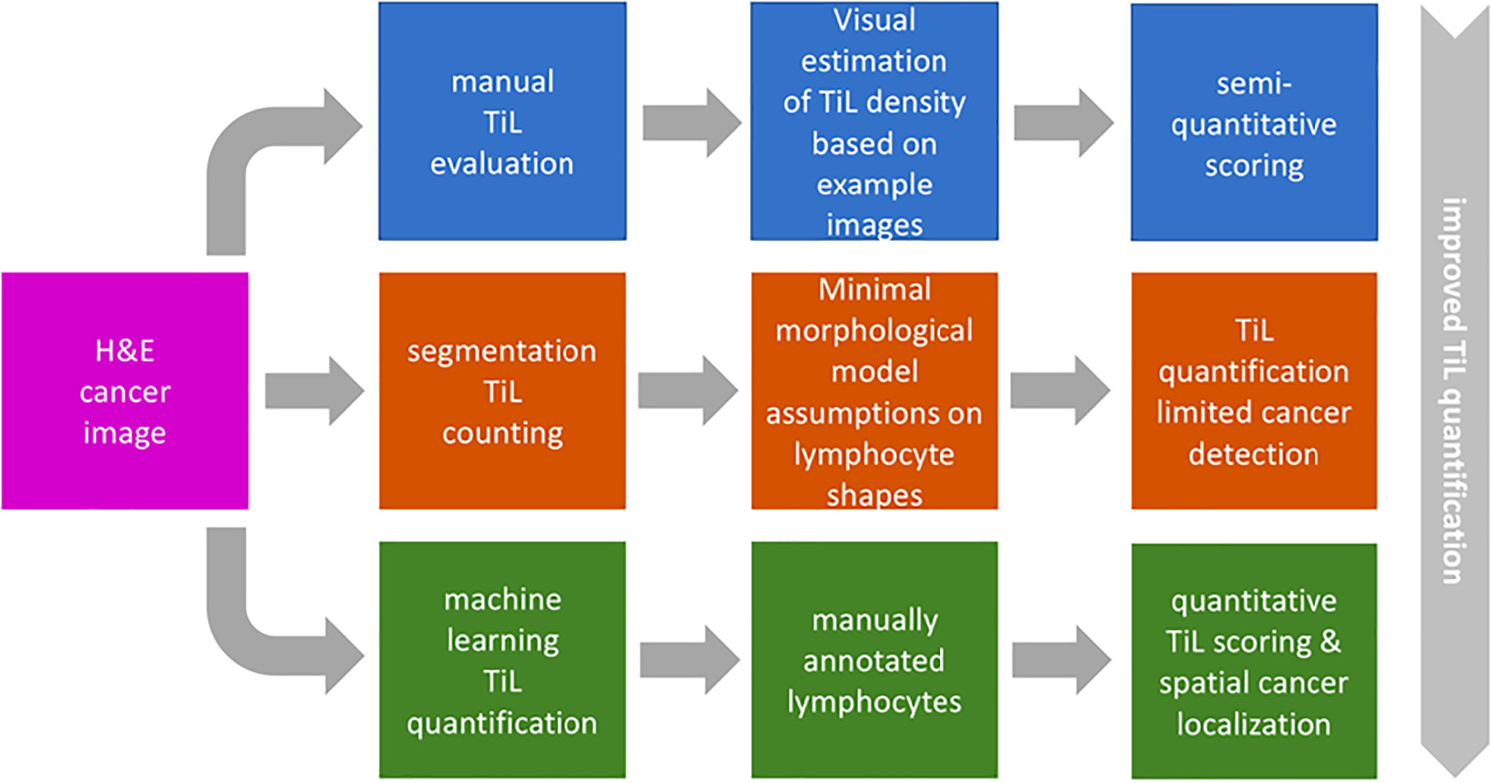 manual
TiL
evaluation
Visual
estimation
of TiL density
based on
example
images
semi-
quantitative
scoring
H&E
cancer
image
segmentation
TiL
counting
Minimal
morphological
model
assumptions on
lymphocyte
shapes
TiL
quantification
limited cancer
detection
machine
learning
TiL
quantification
manually
annotated
lymphocytes
quantitative
TiL scoring &
spatial cancer
localization
improved TiL quantification